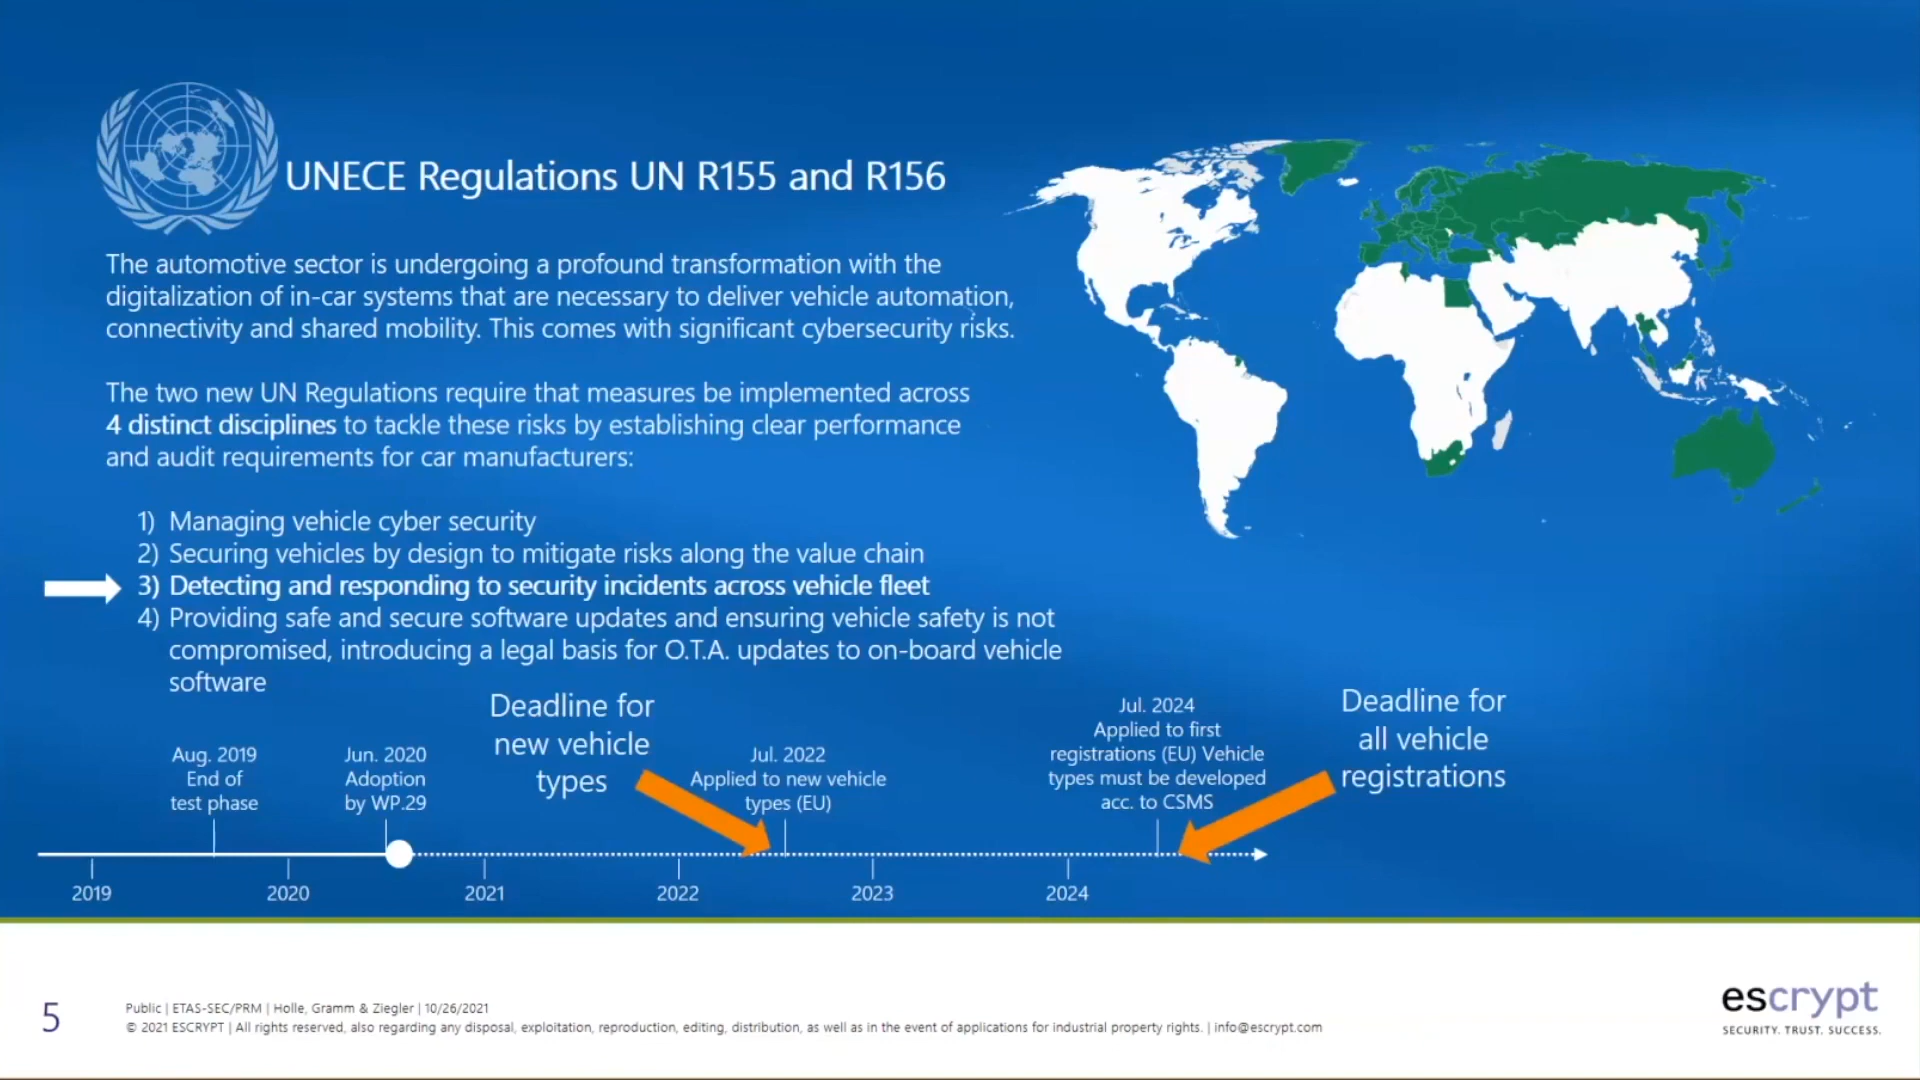 UNECE Regulations UN R155 and R156
The automotive sector is undergoing a profound transformation with the
digitalization of in-car systems that are necessary to deliver vehicle automation,
connectivity and shared mobility. This comes with significant cybersecurity risks.
The two new UN Regulations require that measures be implemented across
4 distinct disciplines to tackle these risks by establishing clear performance
and audit requirements for car manufacturers:
1) Managing vehicle cyber security
2) Securing vehicles by design to mitigate risks along the value chain
3) Detecting and responding to security incidents across vehicle fleet
4) Providing safe and secure software updates and ensuring vehicle safety is not
compromised, introducing a legal basis for O.T.A. updates to on-board vehicle
software
Aug. 2019
End of
test phase
Jun. 2020
Adoption
by WP.29
Deadline for
new vehicle
types
Jul. 2022
Applied to new vehicle
types (EU)
Jul. 2024
Applied to first
registrations (EU) Vehicle
types must be developed
acc. to CSMS
Deadline for
all vehicle
registrations
2019
2020
2021
2022
2023
2024
5
Public | ETAS-SEC/PRM | Holle, Gramm & Ziegler | 10/26/2021
© 2021 ESCRYPT | All rights reserved, also regarding any disposal, exploitation, reproduction, editing, distribution, as well as in the event of applications for industrial property rights. | info@escrypt.com
escrypt
SECURITY. TRUST. SUCCESS.